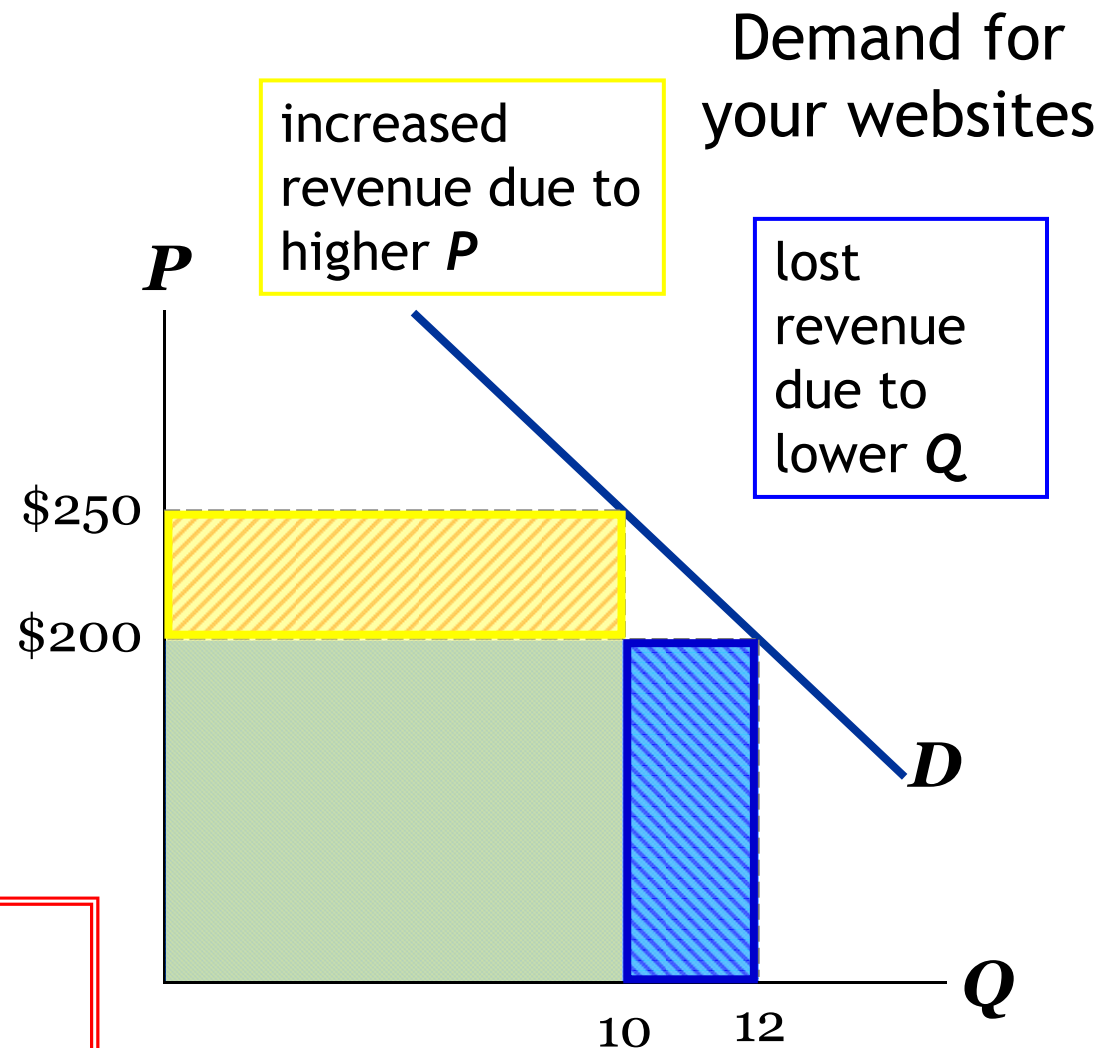 Demand for
your websites
increased
revenue due to
higher P
lost
revenue
due to
lower Q
P
$250
$200
D
Q
10
12